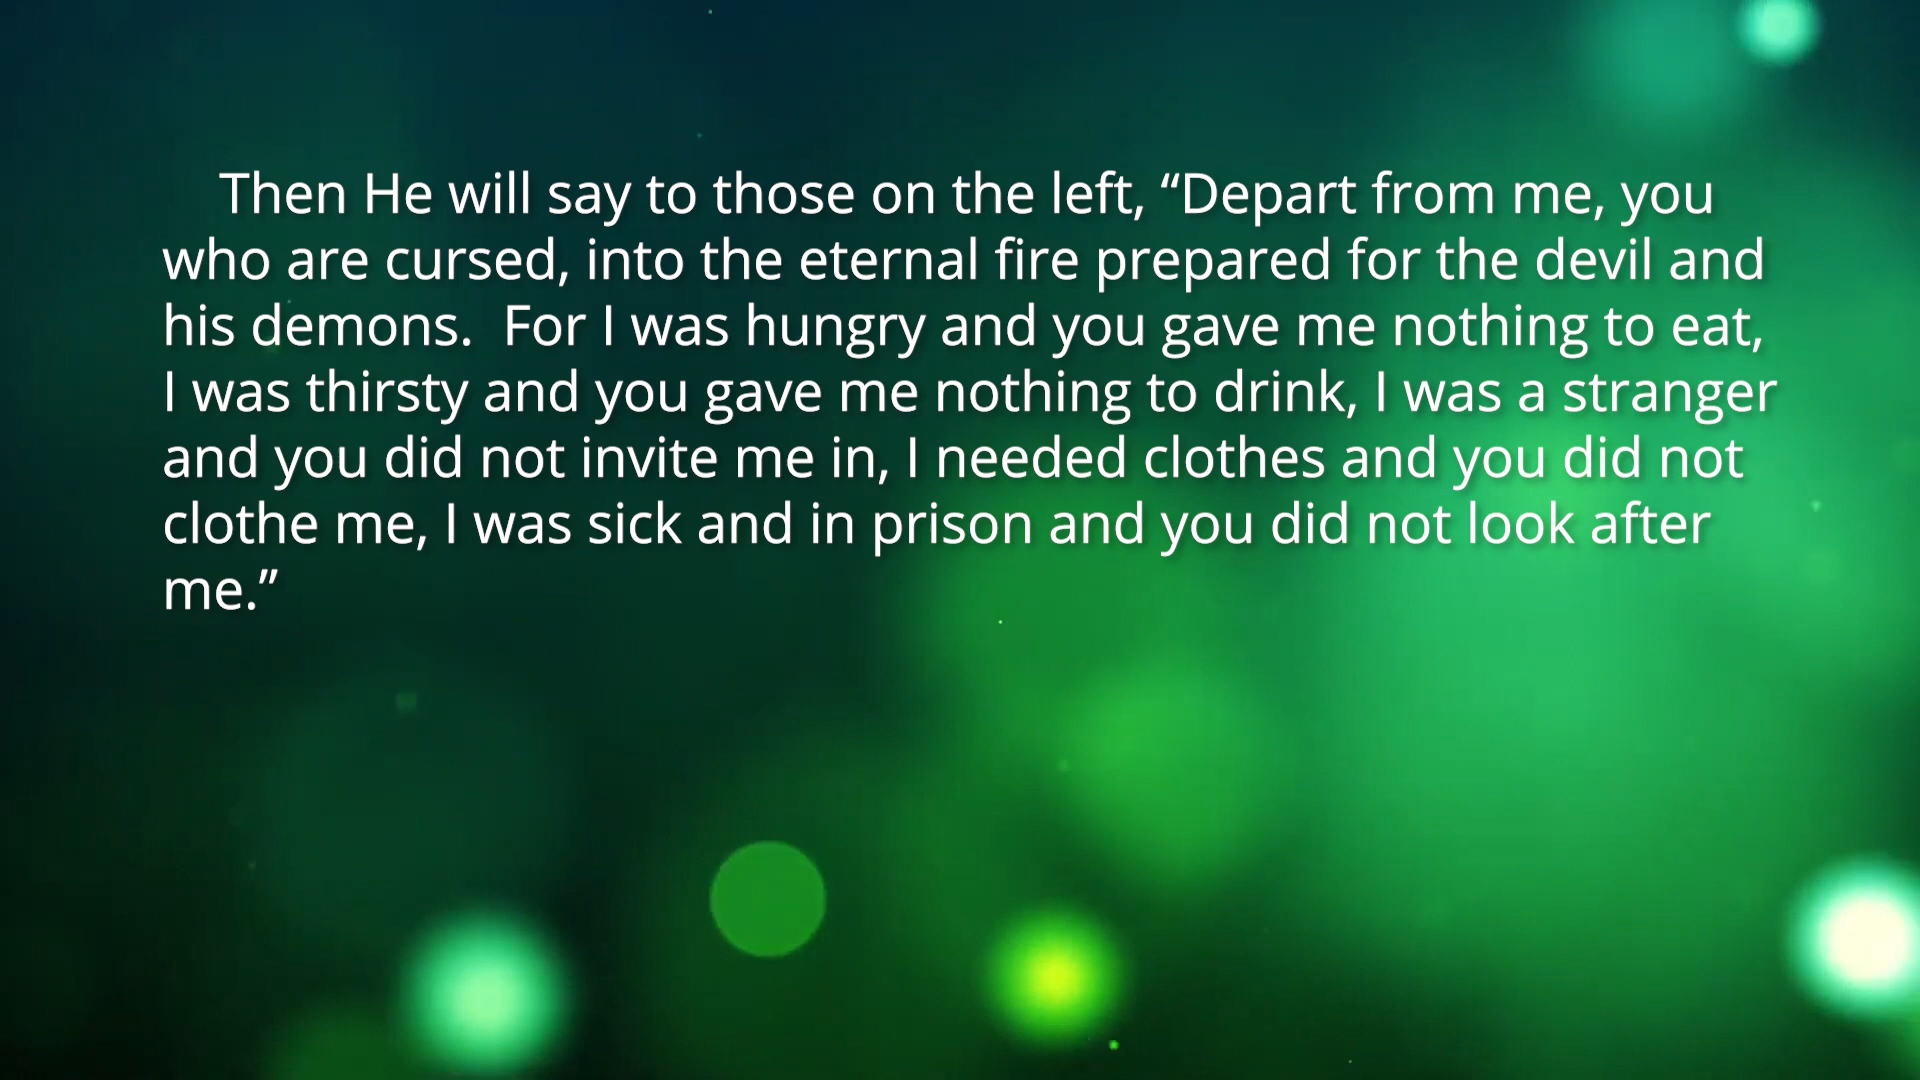 Then He will say to those on the left, “Depart from me, you
who are cursed, into the eternal fire prepared for the devil and
his demons.  For I was hungry and you gave me nothing to eat,
I was thirsty and you gave me nothing to drink, I was a stranger
and you did not invite me in, I needed clothes and you did not
clothe me, I was sick and in prison and you did not look after
me.”